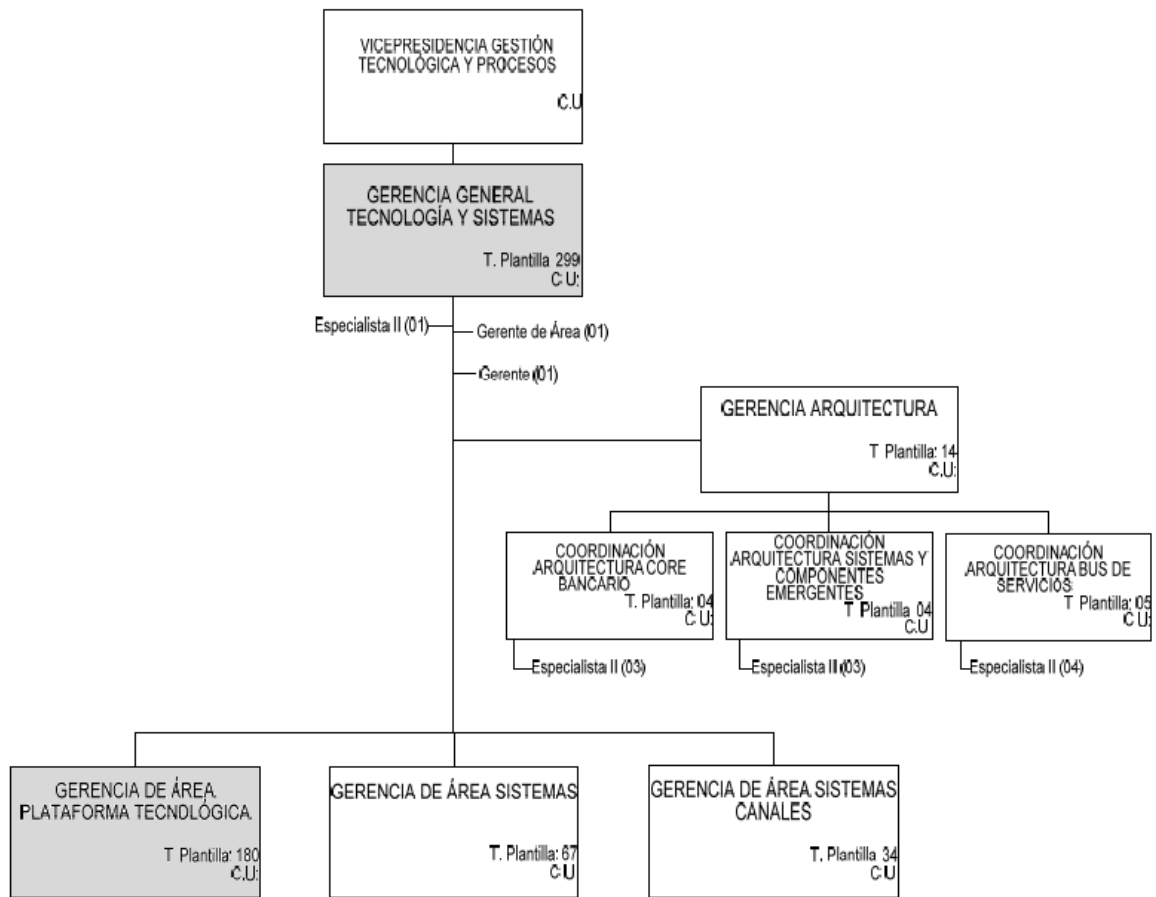 VICEPRESIDENCIA GESTIÓN
TECNOLÓGICA Y PROCESOS
C.U
GERENCIA GENERAL
TECNOLOGÍA Y SISTEMAS
T. Plantilla 299
C U:
Especialista II (01)
Gerente de Área (01)
Gerente (01)
GERENCIA ARQUITECTURA
T Plantilla: 14
C.U:
COORDINACIÓN
ARQUITECTURA CORE
BANCARIO
T. Plantilla: 04
C U:
COORDINACIÓN
ARQUITECTURA SISTEMAS Y
COMPONENTES
EMERGENTES
T Plantilla 04
C.U
COORDINACIÓN
ARQUITECTURA BUS DE
SERVICIOS
T Plantilla: 05
C U:
Especialista II (03)
Especialista III (03)
Especialista II (04)
GERENCIA DE ÁREA
PLATAFORMA TECNOLÓGICA
T Plantilla: 180
C.U:
GERENCIA DE ÁREA SISTEMAS
T. Plantilla: 67
C U
GERENCIA DE ÁREA SISTEMAS
CANALES
T. Plantilla 34
C U